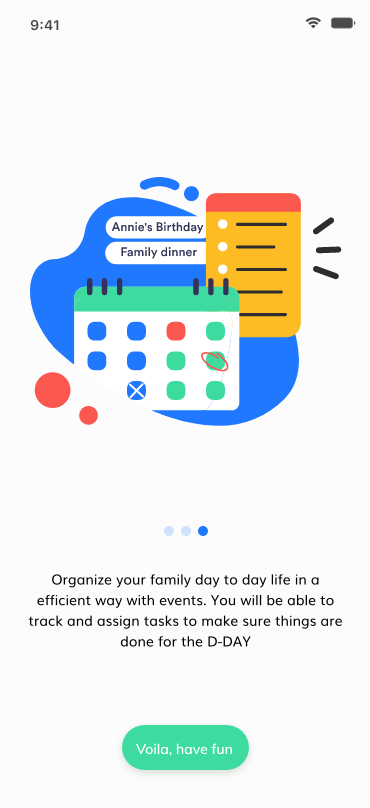 9:41
Annie's Birthday
Family dinner
Organize your family day to day life in a
efficient way with events. You will be able to
track and assign tasks to make sure things are
done for the D-DAY
Voila, have fun